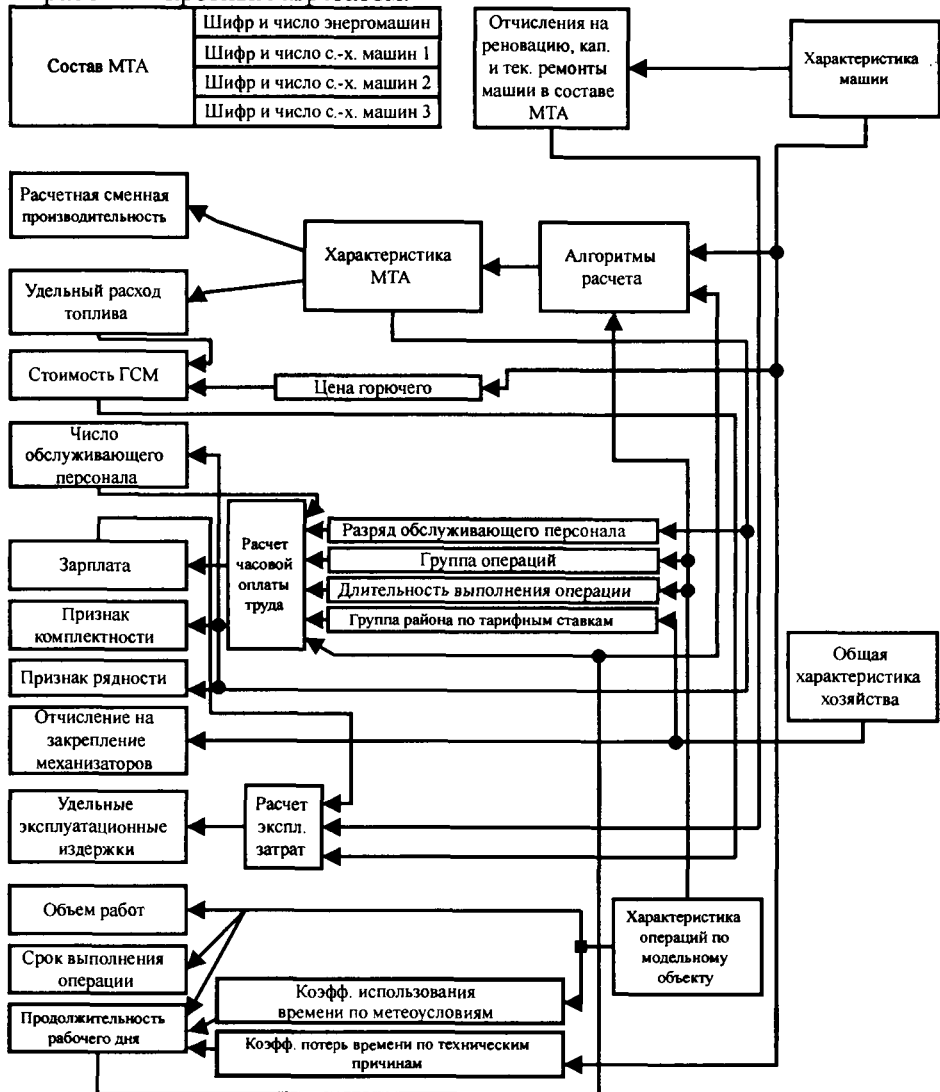 Состав МТА
Шифр и число энергомашин
Шифр и число с.-х. машин 1
Шифр и число с.-х. машин 2
Шифр и число с.-х. машин 3
Отчисления на
реновацию, кап.
и тек. ремонты
машин в составе
МТА
Характеристика
машии
Расчетная сменная
производительность
Характеристика
МТА
Алгоритмы
расчета
Удельный расход
топлива
Стоимость ГСМ
Цена горючего
Число
обслуживающего
персонала
Расчет
часовой
оплаты
труда
Разряд обслуживающего персонала
Группа операций
Длительность выполнения операции
Группа района по тарифным ставкам
Зарплата
Признак
комплектности
Признак рядности
Общая
характеристика
хозяйства
Отчисление на
закрепление
механизаторов
Удельные
эксплуатационные
издержки
Расчет
экспл.
затрат
Объем работ
Характеристика
операций по
модельному
объекту
Срок выполнения
операции
Коэфф. использования
времени по метеоусловиям
Продолжительность
рабочего дня
Коэфф. потерь времени по техническим
причинам